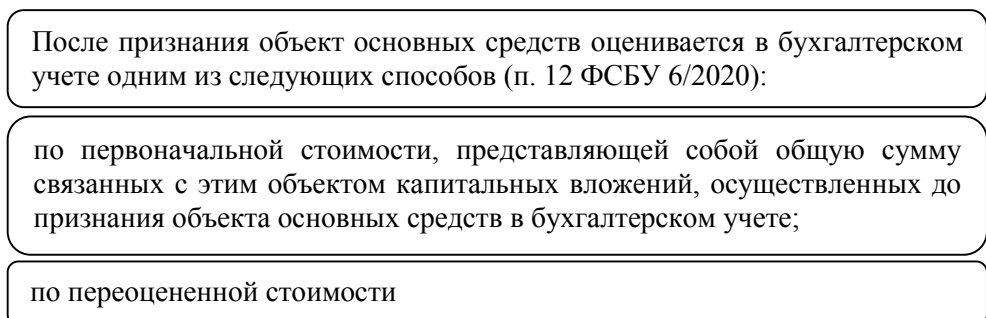 После признания объект основных средств оценивается в бухгалтерском
учете одним из следующих способов (п. 12 ФСБУ 6/2020):
по первоначальной стоимости, представляющей собой общую сумму
связанных с этим объектом капитальных вложений, осуществленных до
признания объекта основных средств в бухгалтерском учете;
по переоцененной стоимости